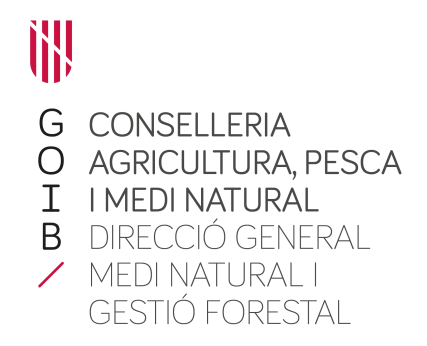 G CONSELLERIA
O AGRICULTURA, PESCA
I I MEDI NATURAL
B DIRECCIÓ GENERAL
/ MEDI NATURAL I
GESTIÓ FORESTAL